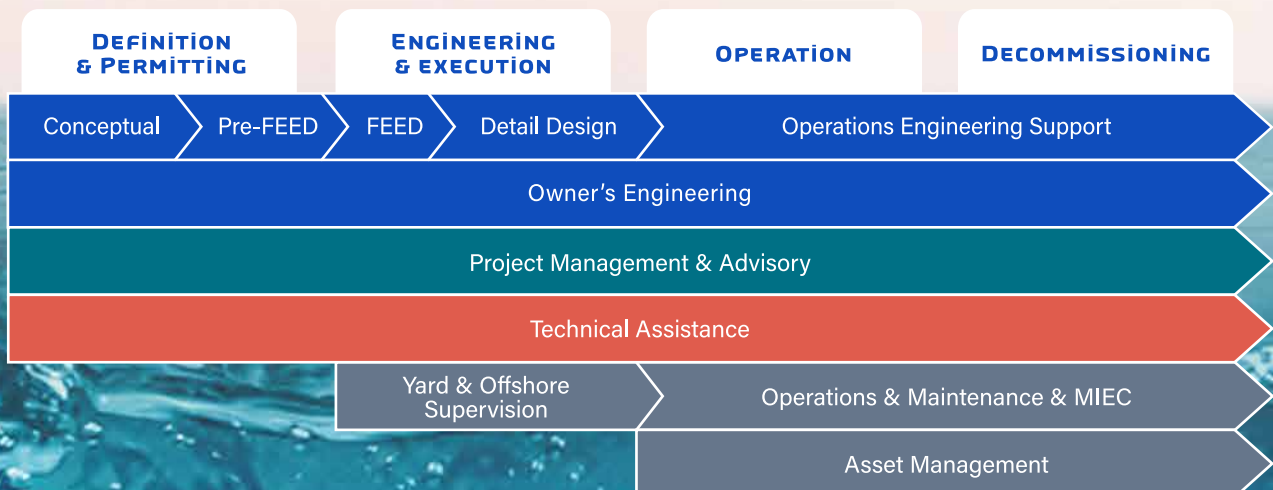 DEFINITION
& PERMITTING
ENGINEERING
& EXECUTION
OPERATION
DECOMMISSIONING
Conceptual
Pre-FEED
FEED
Detail Design
Operations Engineering Support
Owner’s Engineering
Project Management & Advisory
Technical Assistance
Yard & Offshore
Supervision
Operations & Maintenance & MIEC
Asset Management